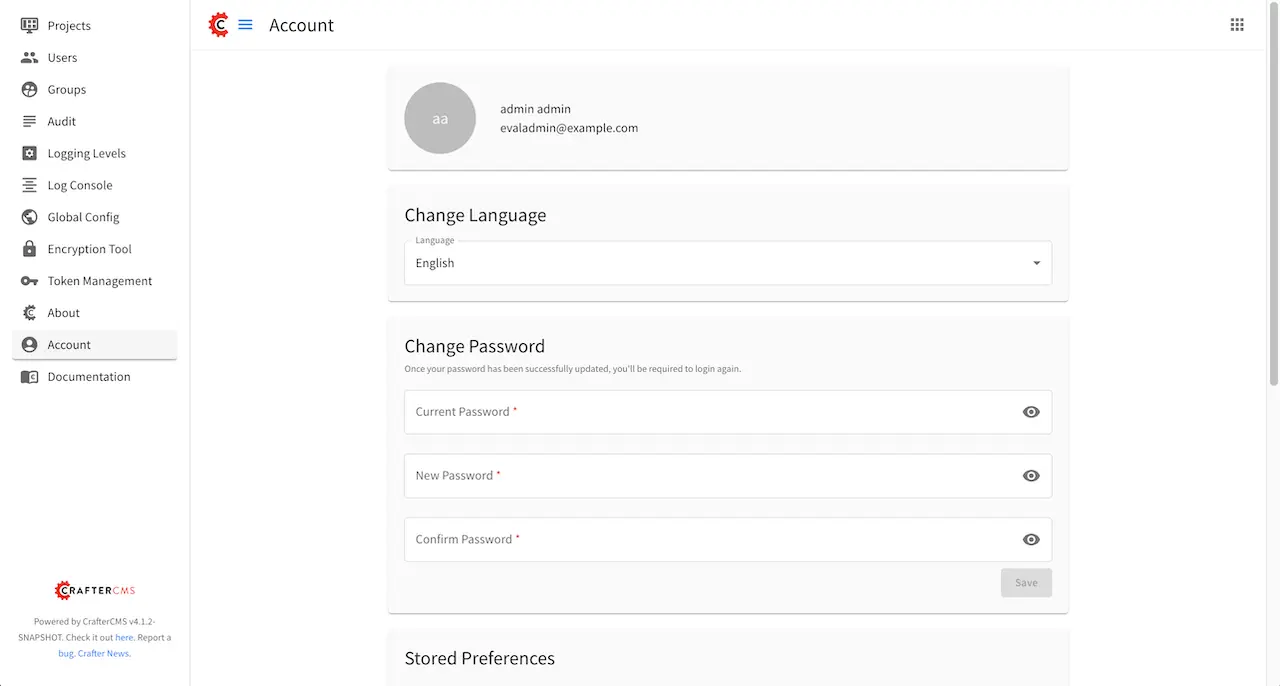 Projects
Users
Groups
Audit
Logging Levels
Log Console
Global Config
Encryption Tool
Token Management
About
Account
Documentation
CRAFTERCMS
Powered by CrafterCMS v4.1.2-
SNAPSHOT. Check it out here. Report a
bug. Crafter News.
Account
aa
admin admin
evaladmin@example.com
Change Language
Language
English
Change Password
Once your password has been successfully updated, you'll be required to login again.
Current Password *
New Password *
Confirm Password *
Save
Stored Preferences